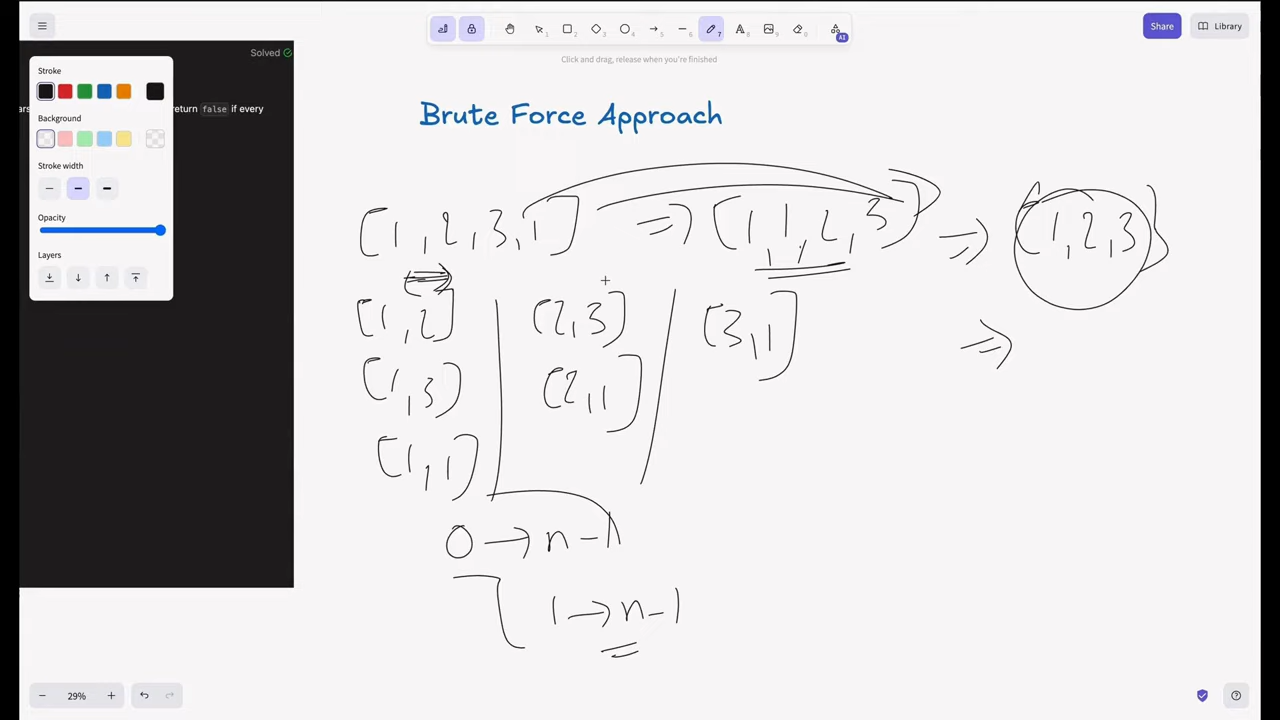 Share
Library
Click and drag, release when you're finished
Solved
Stroke
return false if every
Background
Stroke width
Opacity
Layers
Brute Force Approach
[1,2,3,1] => [1,1,2,3] => {1,2,3}
[1,2] [2,3] [3,1] =>
[1,3] [2,1]
[1,1]
0 → n-1
1 → n-1
29%